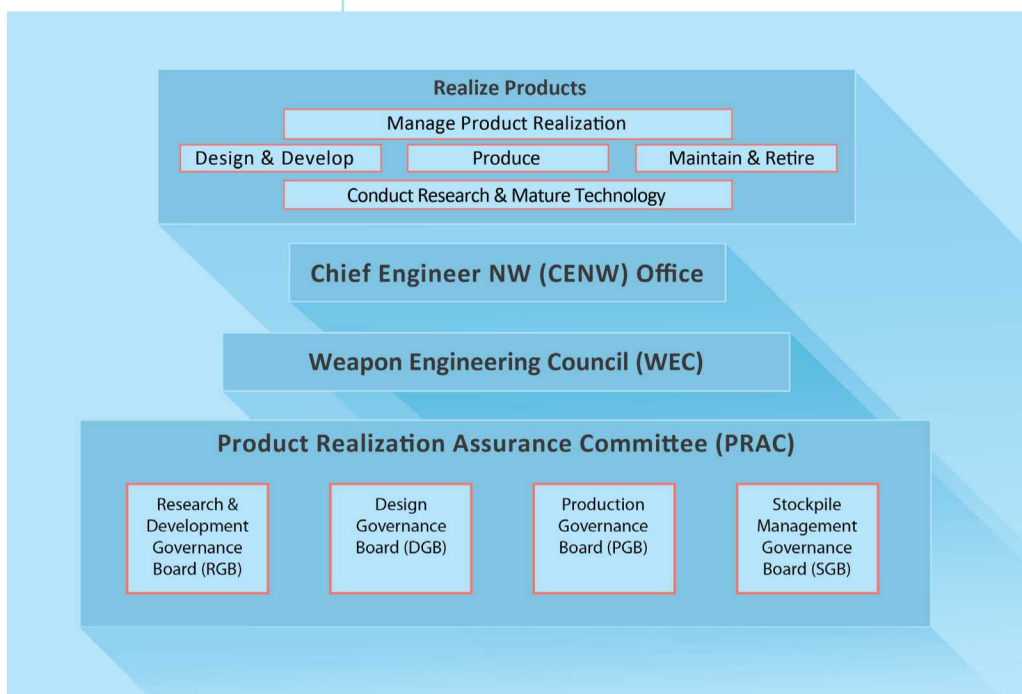 Realize Products
Manage Product Realization
Design & Develop
Produce
Maintain & Retire
Conduct Research & Mature Technology
Chief Engineer NW (CENW) Office
Weapon Engineering Council (WEC)
Product Realization Assurance Committee (PRAC)
Research &
Development
Governance
Board (RGB)
Design
Governance
Board (DGB)
Production
Governance
Board (PGB)
Stockpile
Management
Governance
Board (SGB)